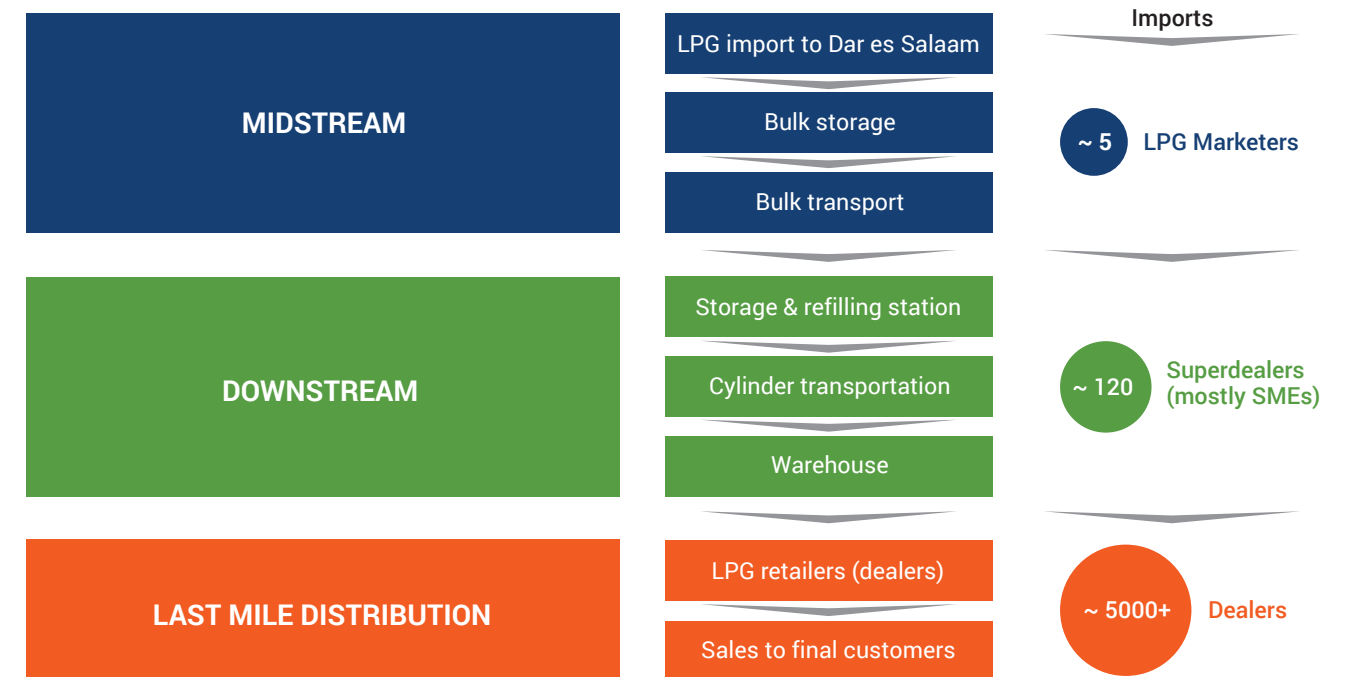 MIDSTREAM
LPG import to Dar es Salaam
Bulk storage
Bulk transport
Imports
~ 5
LPG Marketers
DOWNSTREAM
Storage & refilling station
Cylinder transportation
Warehouse
~ 120
Superdealers
(mostly SMEs)
LAST MILE DISTRIBUTION
LPG retailers (dealers)
Sales to final customers
~ 5000+
Dealers